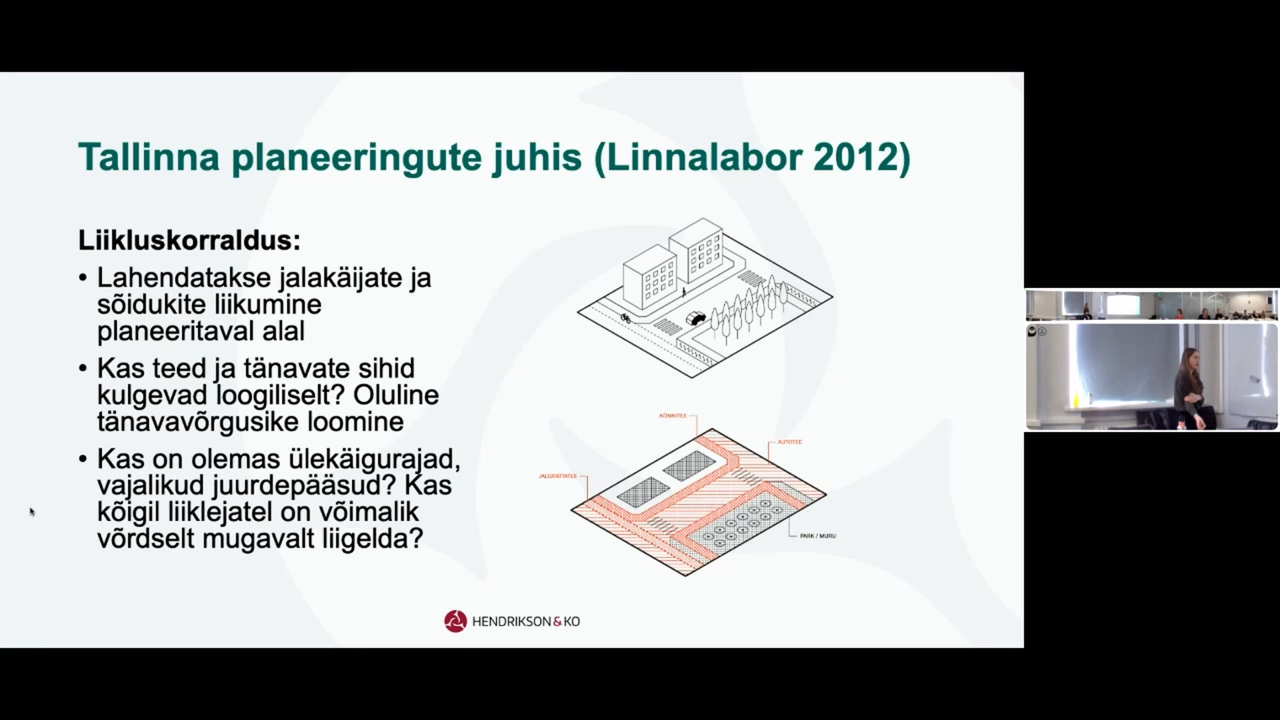 Tallinna planeeringute juhis (Linnalabor 2012)
Liikluskorraldus:
• Lahendatakse jalakäijate ja
sõidukite liikumine
planeeritaval alal
• Kas teed ja tänavate sihid
kulgevad loogiliselt? Oluline
tänavavõrgusike loomine
• Kas on olemas ülekäigurajad,
vajalikud juurdepääsud? Kas
kõigil liiklejatel on võimalik
võrdselt mugavalt liigelda?
KÕNNITEE
AUTOTEE
JALGRATTATEE
PARK / MURU
HENDRIKSON & KO